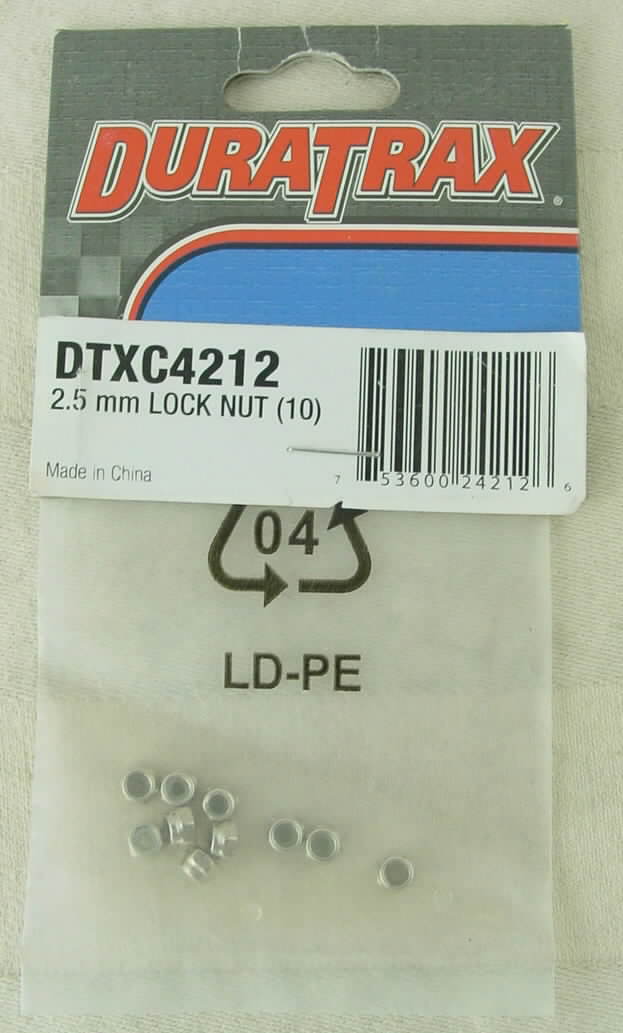 DURATRAX®
DTXC4212
2.5 mm LOCK NUT (10)
Made in China
7 53600 24212 6
04
LD-PE